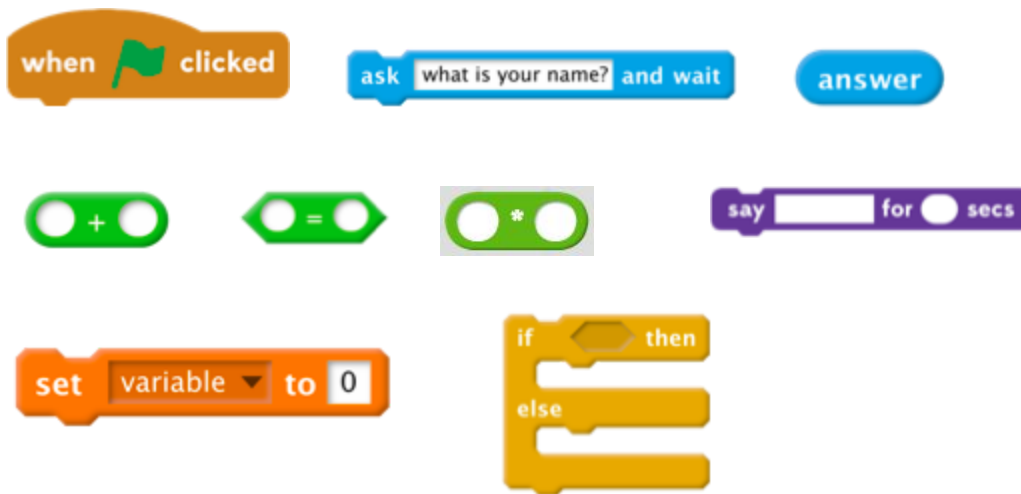 when clicked
ask what is your name? and wait
answer
+
=
*
say for secs
set variable to 0
if then
else